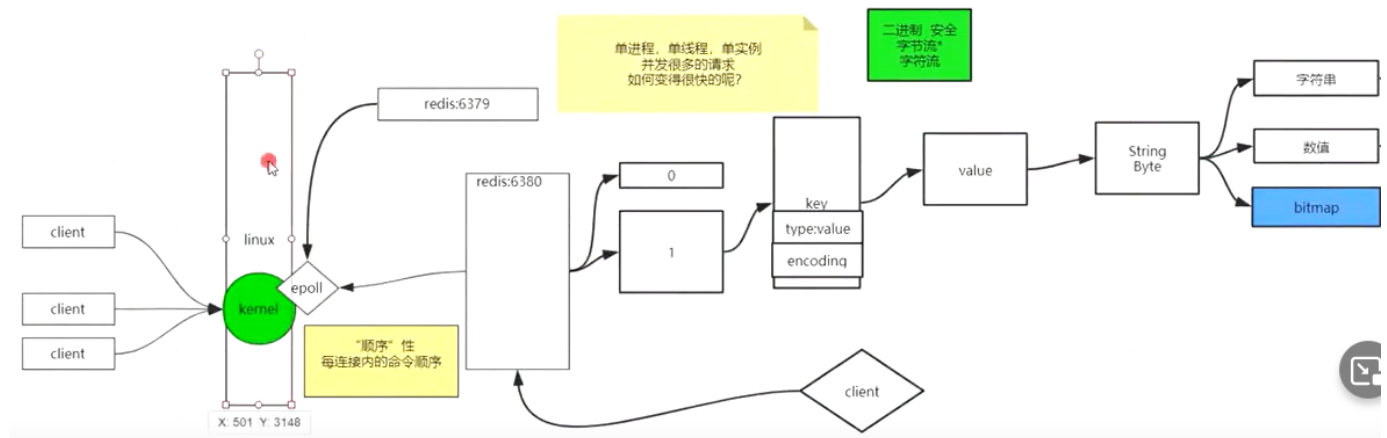 单进程，单线程，单实例
并发很多的请求
如何变得很快的呢？
二进制 安全
字节流*
字符流
redis:6379
字符串
数值
bitmap
String
Byte
value
redis:6380
0
1
key
type:value
encoding
client
client
client
linux
kernel
epoll
“顺序”性
每连接内的命令顺序
client
X: 501 Y: 3148